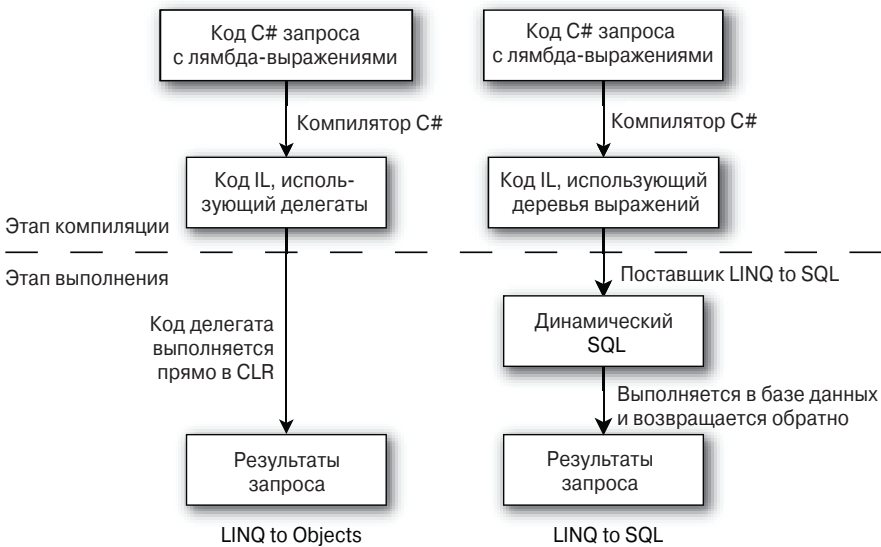 Код C# запроса
с лямбда-выражениями
Код C# запроса
с лямбда-выражениями
Компилятор C#
Компилятор C#
Код IL, исполь-
зующий делегаты
Код IL, использующий
деревья выражений
Этап компиляции
Этап выполнения
Поставщик LINQ to SQL
Код делегата
выполняется
прямо в CLR
Динамический
SQL
Выполняется в базе данных
и возвращается обратно
Результаты
запроса
Результаты
запроса
LINQ to Objects
LINQ to SQL